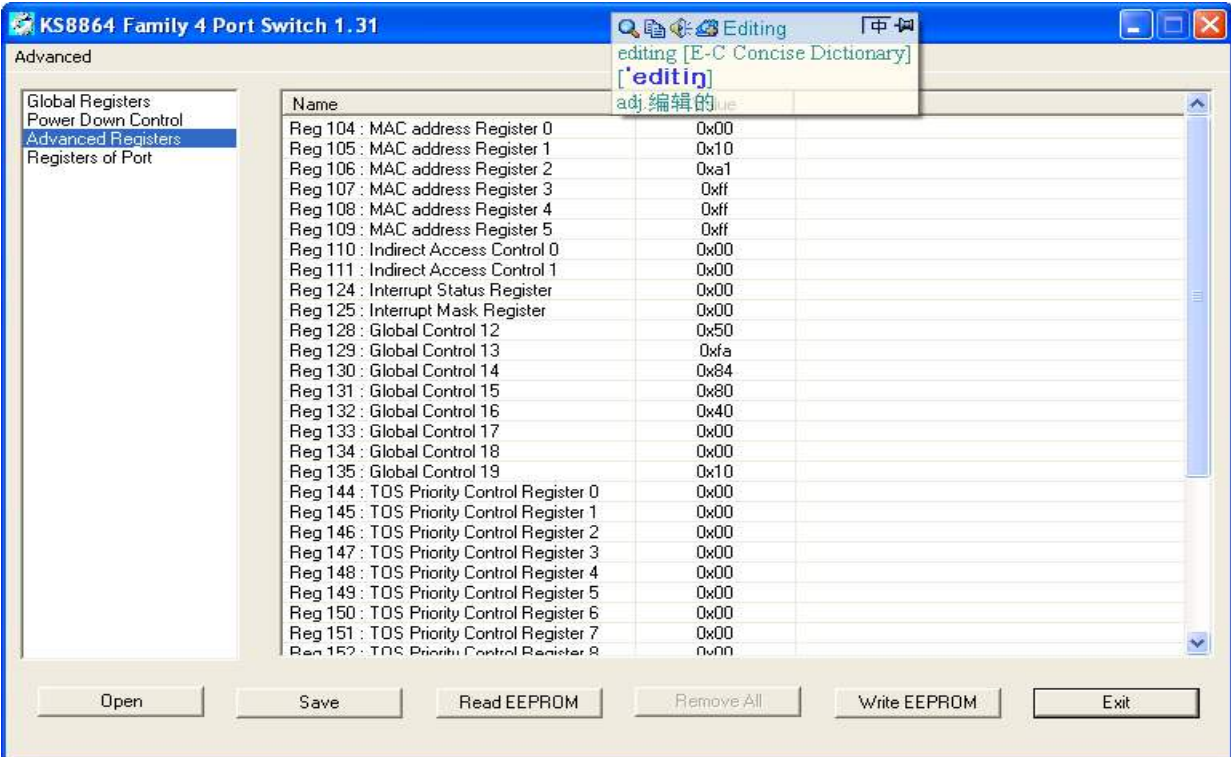 KS8864 Family 4 Port Switch 1.31
Editing 中
Advanced
editing [E-C Concise Dictionary]
['editiŋ]
adj.编辑的
Global Registers
Power Down Control
Advanced Registers
Registers of Port
Name
Reg 104 : MAC address Register 0 0x00
Reg 105 : MAC address Register 1 0x10
Reg 106 : MAC address Register 2 0xa1
Reg 107 : MAC address Register 3 0xff
Reg 108 : MAC address Register 4 0xff
Reg 109 : MAC address Register 5 0xff
Reg 110 : Indirect Access Control 0 0x00
Reg 111 : Indirect Access Control 1 0x00
Reg 124 : Interrupt Status Register 0x00
Reg 125 : Interrupt Mask Register 0x00
Reg 128 : Global Control 12 0x50
Reg 129 : Global Control 13 0xfa
Reg 130 : Global Control 14 0x84
Reg 131 : Global Control 15 0x80
Reg 132 : Global Control 16 0x40
Reg 133 : Global Control 17 0x00
Reg 134 : Global Control 18 0x00
Reg 135 : Global Control 19 0x10
Reg 144 : TOS Priority Control Register 0 0x00
Reg 145 : TOS Priority Control Register 1 0x00
Reg 146 : TOS Priority Control Register 2 0x00
Reg 147 : TOS Priority Control Register 3 0x00
Reg 148 : TOS Priority Control Register 4 0x00
Reg 149 : TOS Priority Control Register 5 0x00
Reg 150 : TOS Priority Control Register 6 0x00
Reg 151 : TOS Priority Control Register 7 0x00
Reg 152 : TOS Priority Control Register 8 0x00
Open
Save
Read EEPROM
Remove All
Write EEPROM
Exit